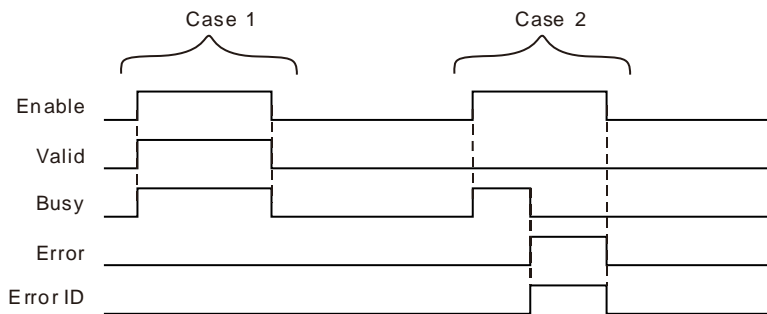 Case 1
Case 2
Enable
Valid
Busy
Error
Error ID